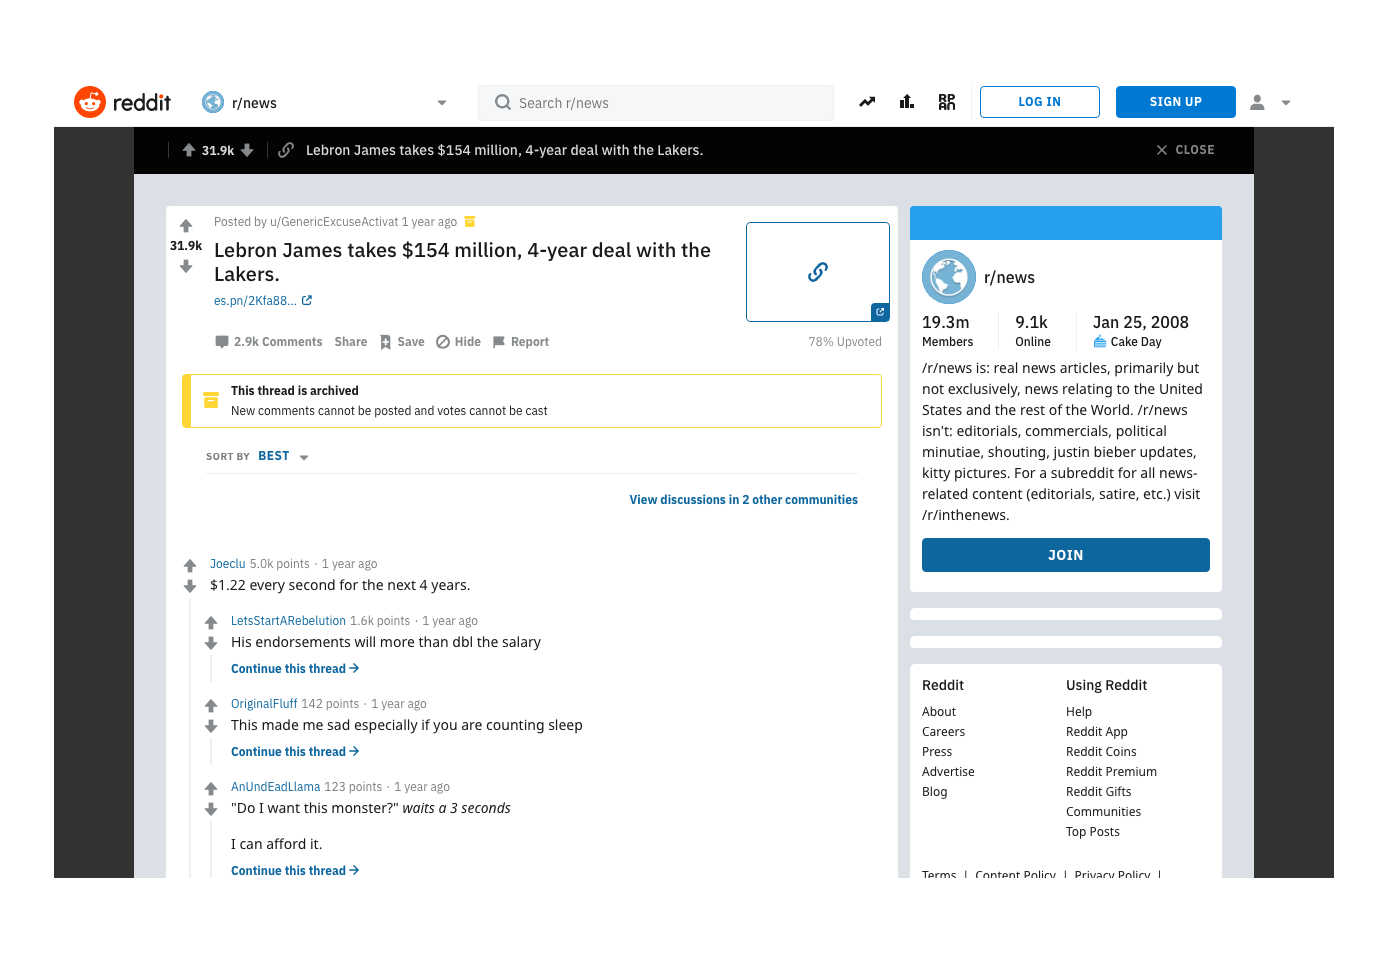 reddit
r/news
Search r/news
RPAN
LOG IN
SIGN UP
31.9k
Lebron James takes $154 million, 4-year deal with the Lakers.
CLOSE
Posted by u/GenericExcuseActivat 1 year ago
31.9k
Lebron James takes $154 million, 4-year deal with the
Lakers.
es.pn/2Kfa88...
2.9k Comments Share Save Hide Report
78% Upvoted
This thread is archived
New comments cannot be posted and votes cannot be cast
SORT BY BEST
View discussions in 2 other communities
Joeclu 5.0k points · 1 year ago
$1.22 every second for the next 4 years.
LetsStartARebelution 1.6k points · 1 year ago
His endorsements will more than dbl the salary
Continue this thread
OriginalFluff 142 points · 1 year ago
This made me sad especially if you are counting sleep
Continue this thread
AnUndEadLlama 123 points · 1 year ago
"Do I want this monster?" waits a 3 seconds
I can afford it.
Continue this thread
r/news
19.3m 9.1k Jan 25, 2008
Members Online Cake Day
/r/news is: real news articles, primarily but
not exclusively, news relating to the United
States and the rest of the World. /r/news
isn't: editorials, commercials, political
minutiae, shouting, justin bieber updates,
kitty pictures. For a subreddit for all news-
related content (editorials, satire, etc.) visit
/r/inthenews.
JOIN
Reddit
About
Careers
Press
Advertise
Blog
Using Reddit
Help
Reddit App
Reddit Coins
Reddit Premium
Reddit Gifts
Communities
Top Posts
Terms | Content Policy | Privacy Policy |